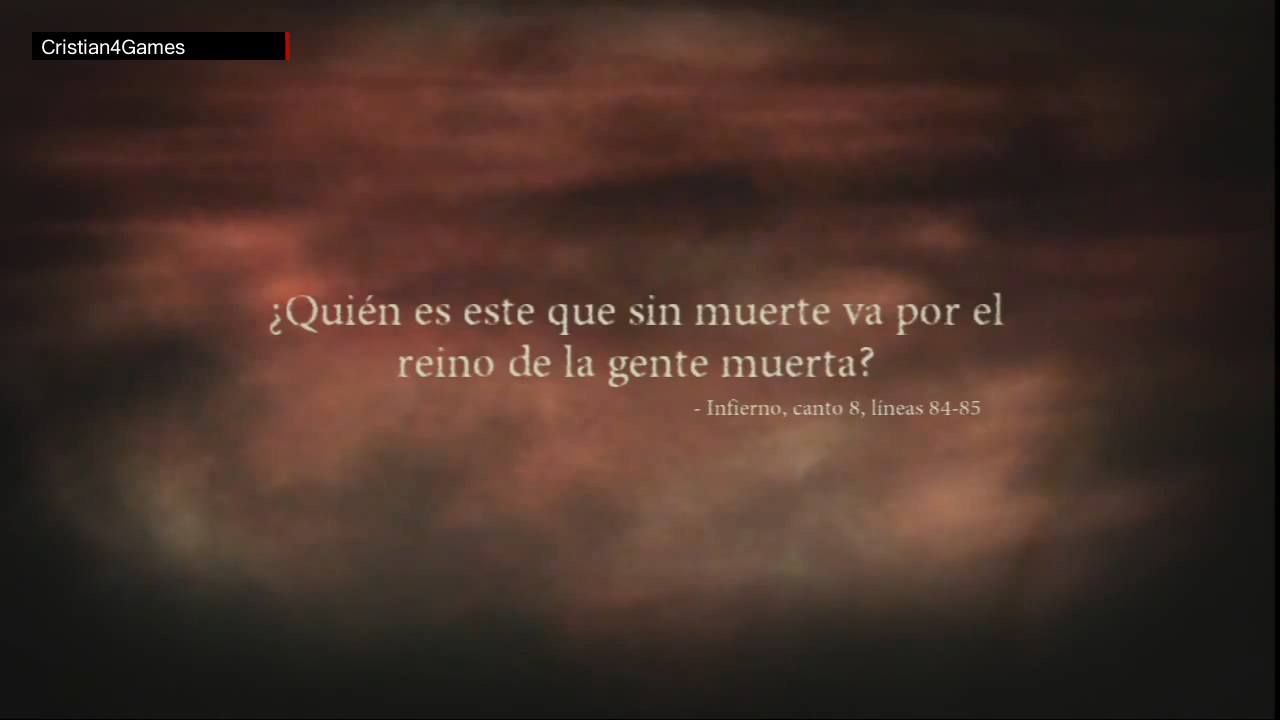 Cristian4Games
¿Quién es este que sin muerte va por el
reino de la gente muerta?
- Infierno, canto 8, líneas 84-85